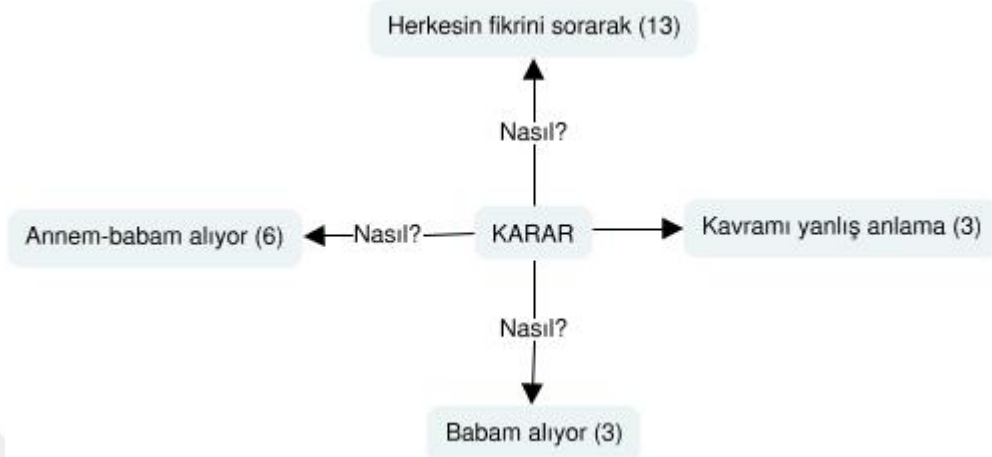 Herkesin fikrini sorarak (13)
Nasıl?
Annem-babam alıyor (6)
Nasıl?
KARAR
Kavramı yanlış anlama (3)
Nasıl?
Babam alıyor (3)